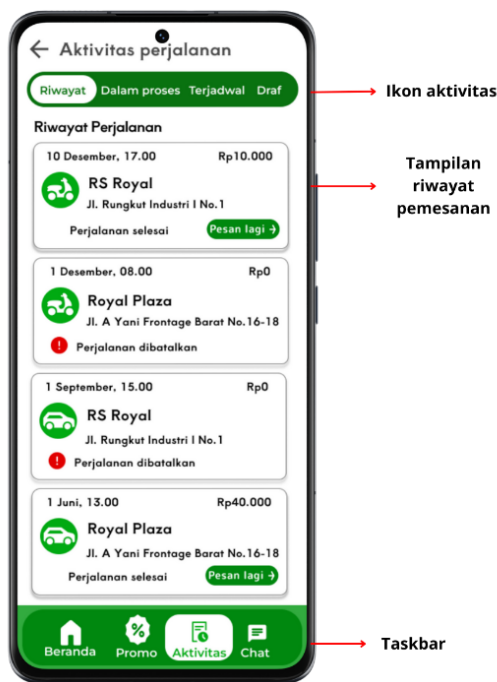 Aktivitas perjalanan
Riwayat Dalam proses Terjadwal Draf
Ikon aktivitas
Riwayat Perjalanan
10 Desember, 17.00 Rp10.000
RS Royal
Jl. Rungkut Industri I No.1
Perjalanan selesai Pesan lagi →
Tampilan
riwayat
pemesanan
1 Desember, 08.00 Rp0
Royal Plaza
Jl. A Yani Frontage Barat No.16-18
! Perjalanan dibatalkan
1 September, 15.00 Rp0
RS Royal
Jl. Rungkut Industri I No.1
! Perjalanan dibatalkan
1 Juni, 13.00 Rp40.000
Royal Plaza
Jl. A Yani Frontage Barat No.16-18
Perjalanan selesai Pesan lagi →
%
Beranda Promo Aktivitas Chat
Taskbar